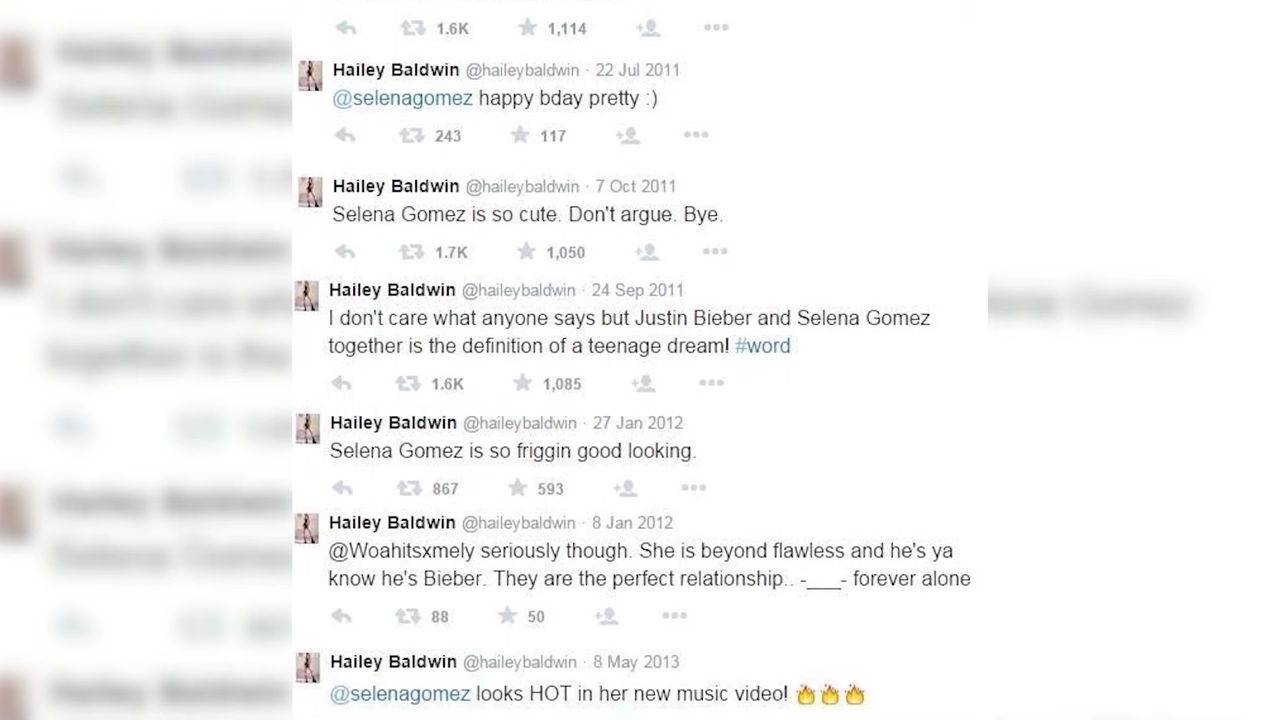 1.6K 1,114
Hailey Baldwin @haileybaldwin · 22 Jul 2011
@selenagomez happy bday pretty :)
243 117
Hailey Baldwin @haileybaldwin · 7 Oct 2011
Selena Gomez is so cute. Don't argue. Bye.
1.7K 1,050
Hailey Baldwin @haileybaldwin · 24 Sep 2011
I don't care what anyone says but Justin Bieber and Selena Gomez
together is the definition of a teenage dream! #word
1.6K 1,085
Hailey Baldwin @haileybaldwin · 27 Jan 2012
Selena Gomez is so friggin good looking.
867 593
Hailey Baldwin @haileybaldwin · 8 Jan 2012
@Woahitsxmely seriously though. She is beyond flawless and he's ya
know he's Bieber. They are the perfect relationship.. -___- forever alone
88 50
Hailey Baldwin @haileybaldwin · 8 May 2013
@selenagomez looks HOT in her new music video! 🔥🔥🔥